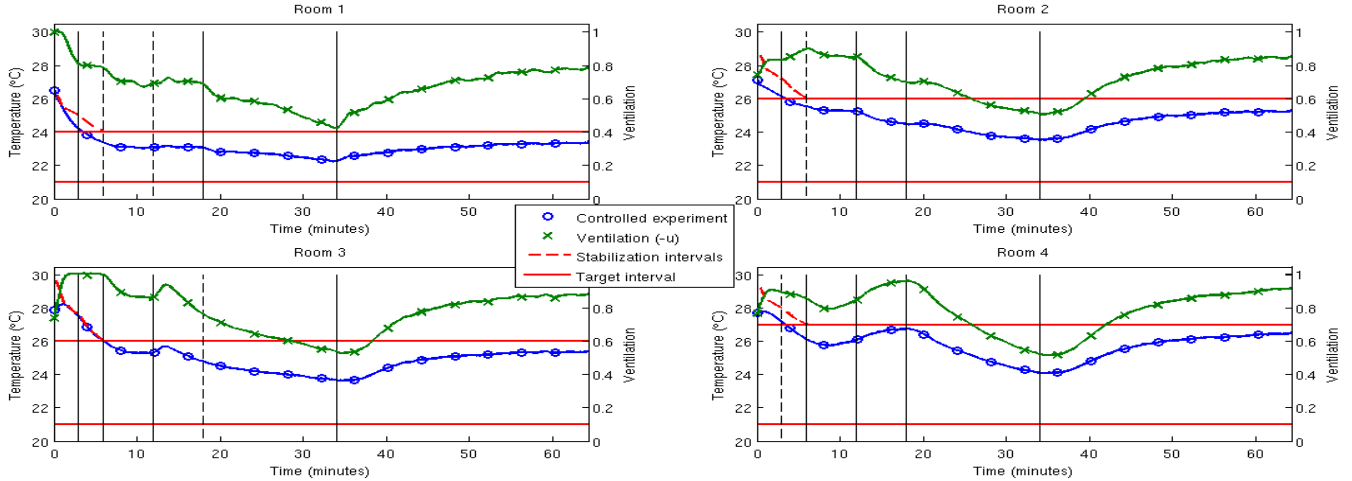 Room 1
Temperature (ºC)
30
28
26
24
22
20
1
0.8
0.6
0.4
0.2
0
Ventilation
0 10 20 30 40 50
Time (minutes)
Room 2
Temperature (ºC)
30
28
26
24
22
20
1
0.8
0.6
0.4
0.2
0
Ventilation
0 10 20 30 40 50 60
Time (minutes)
Controlled experiment
Ventilation (-u)
Stabilization intervals
Target interval
Room 3
Temperature (ºC)
30
28
26
24
22
20
1
0.8
0.6
0.4
0.2
0
Ventilation
0 10 20 30 40 50 60
Time (minutes)
Room 4
Temperature (ºC)
30
28
26
24
22
20
1
0.8
0.6
0.4
0.2
0
Ventilation
0 10 20 30 40 50 60
Time (minutes)